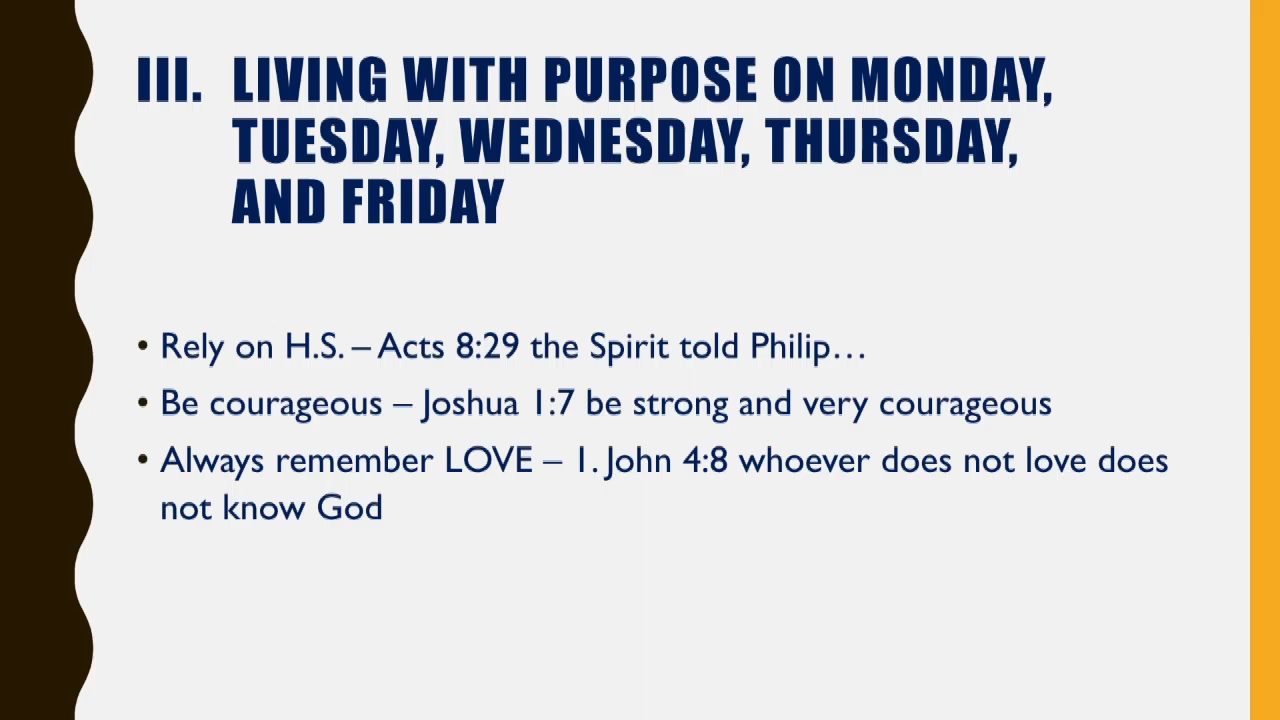 III. LIVING WITH PURPOSE ON MONDAY,
TUESDAY, WEDNESDAY, THURSDAY,
AND FRIDAY
• Rely on H.S. – Acts 8:29 the Spirit told Philip…
• Be courageous – Joshua 1:7 be strong and very courageous
• Always remember LOVE – 1. John 4:8 whoever does not love does
not know God